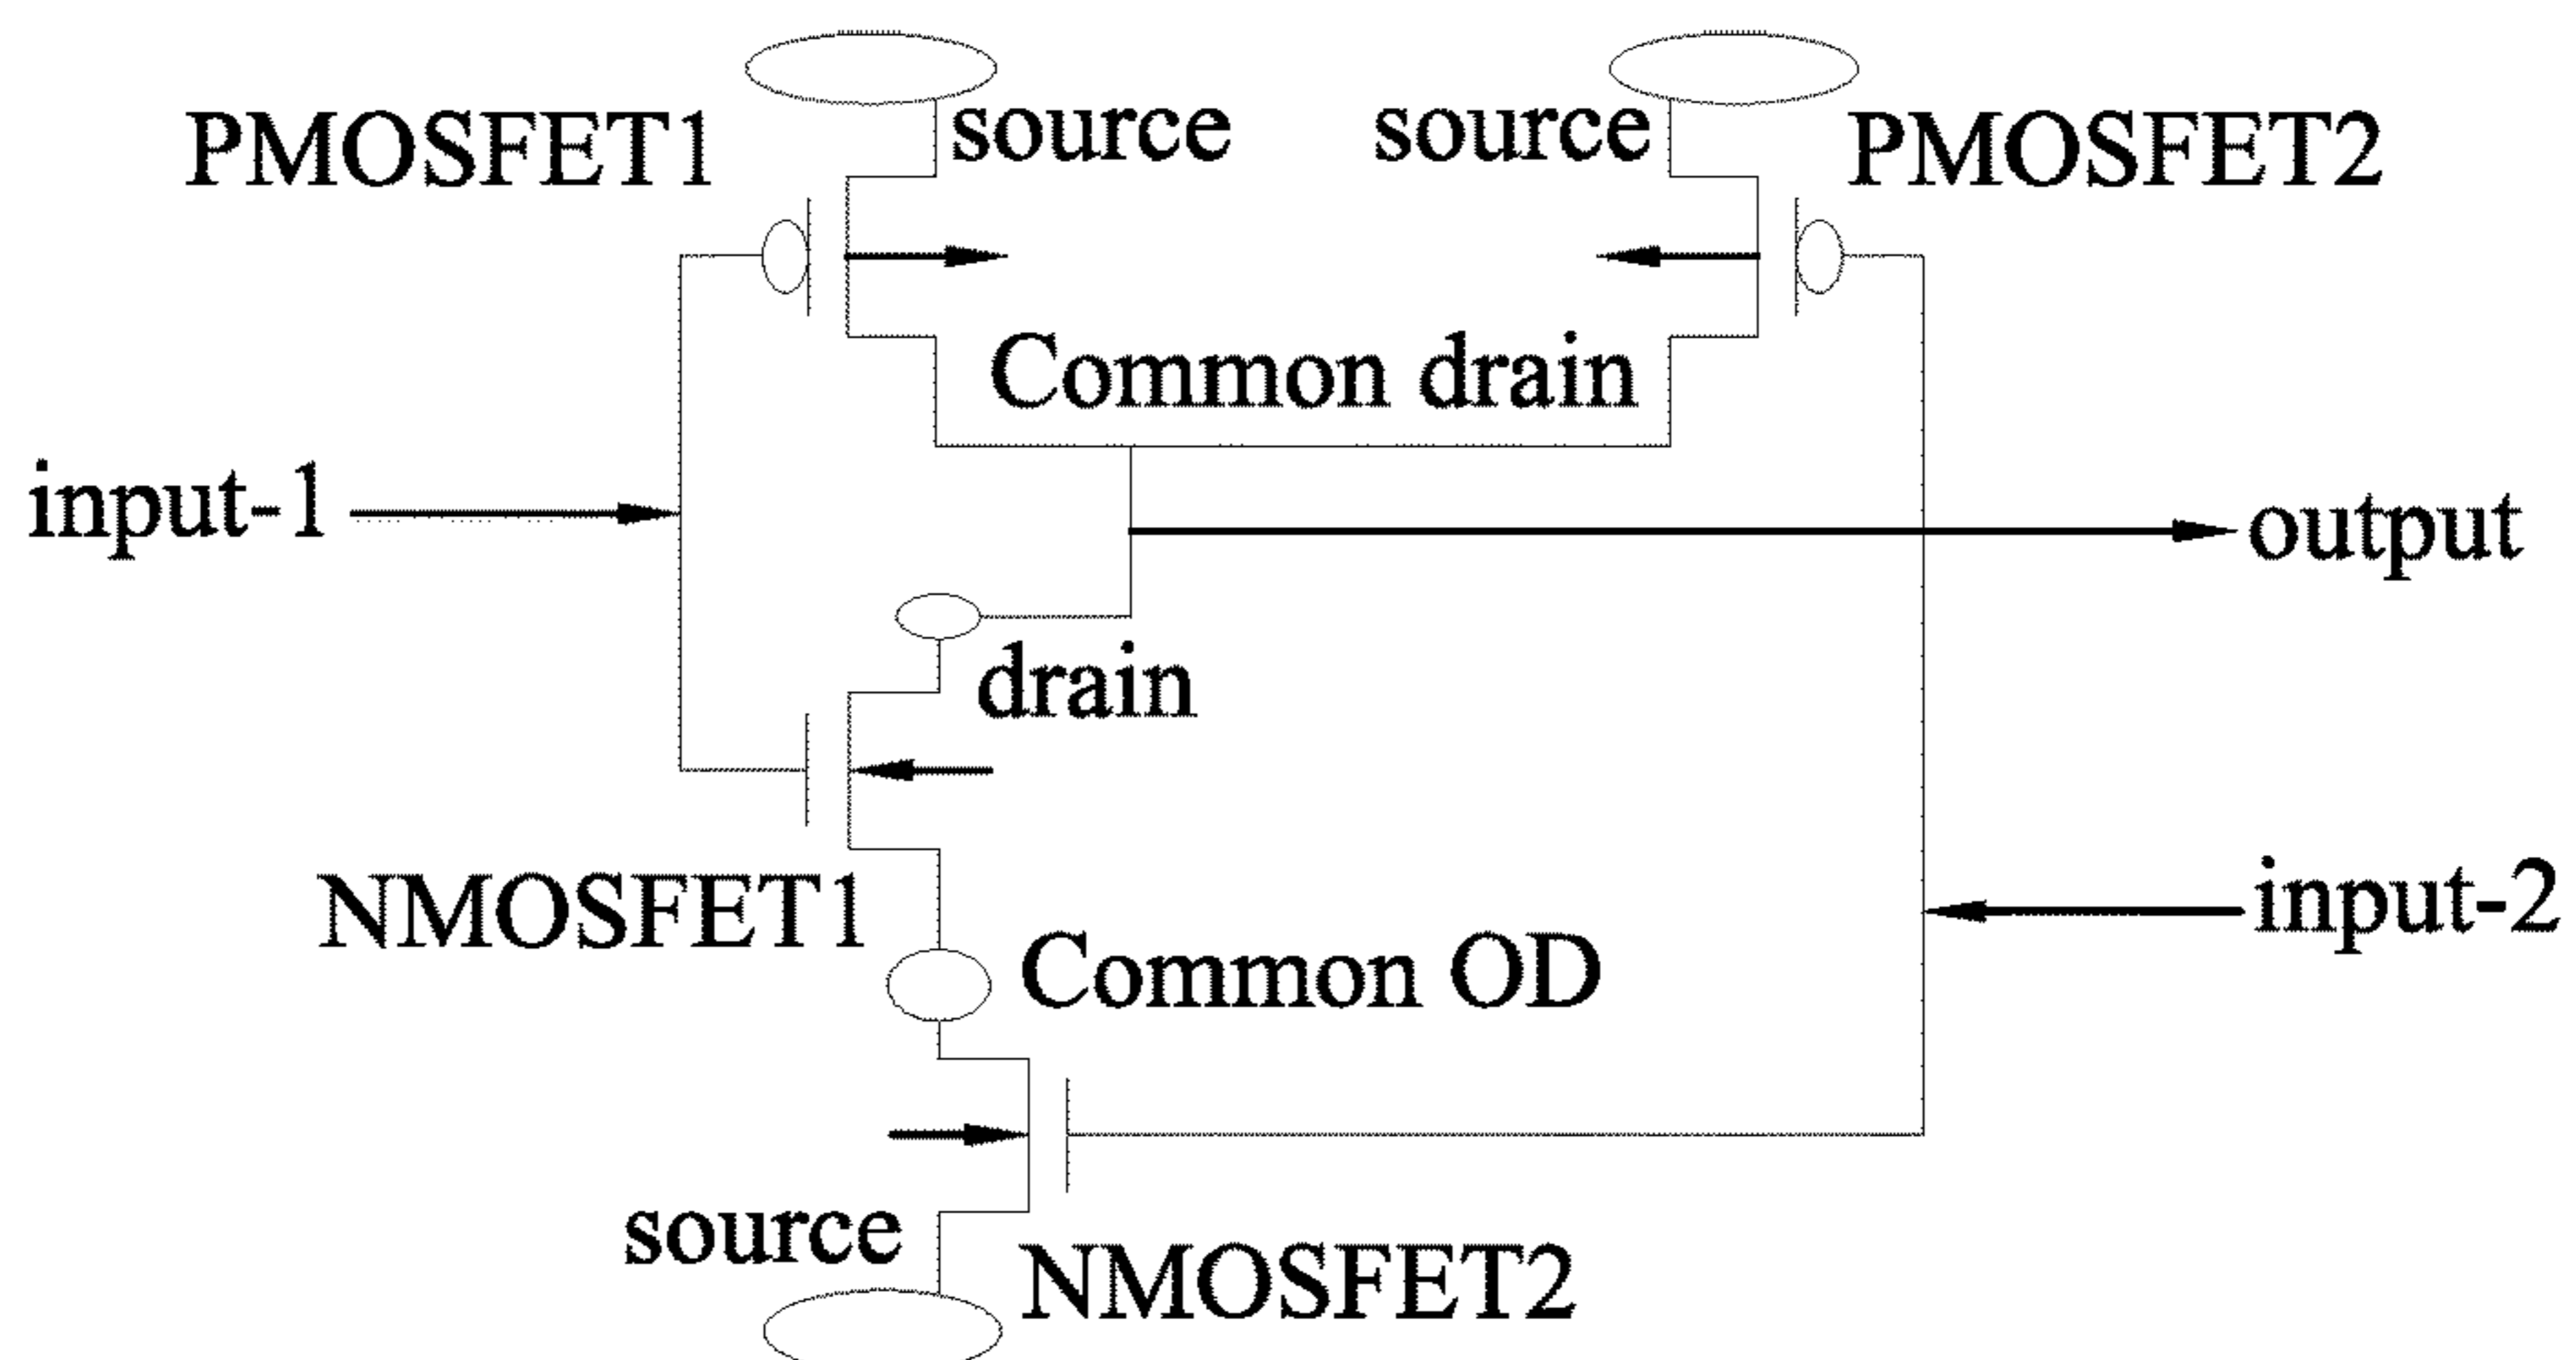 PMOSFET1
source
source
PMOSFET2
Common drain
input-1
output
drain
NMOSFET1
input-2
Common OD
source
NMOSFET2